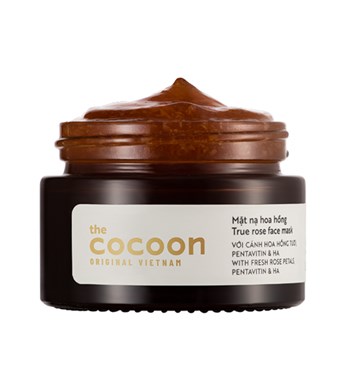 the
cocoon
ORIGINAL VIETNAM
Mặt nạ hoa hồng
True rose face mask
VỚI CÁNH HOA HỒNG TƯƠI,
PENTAVITIN & HA
WITH FRESH ROSE PETALS,
PENTAVITIN & HA